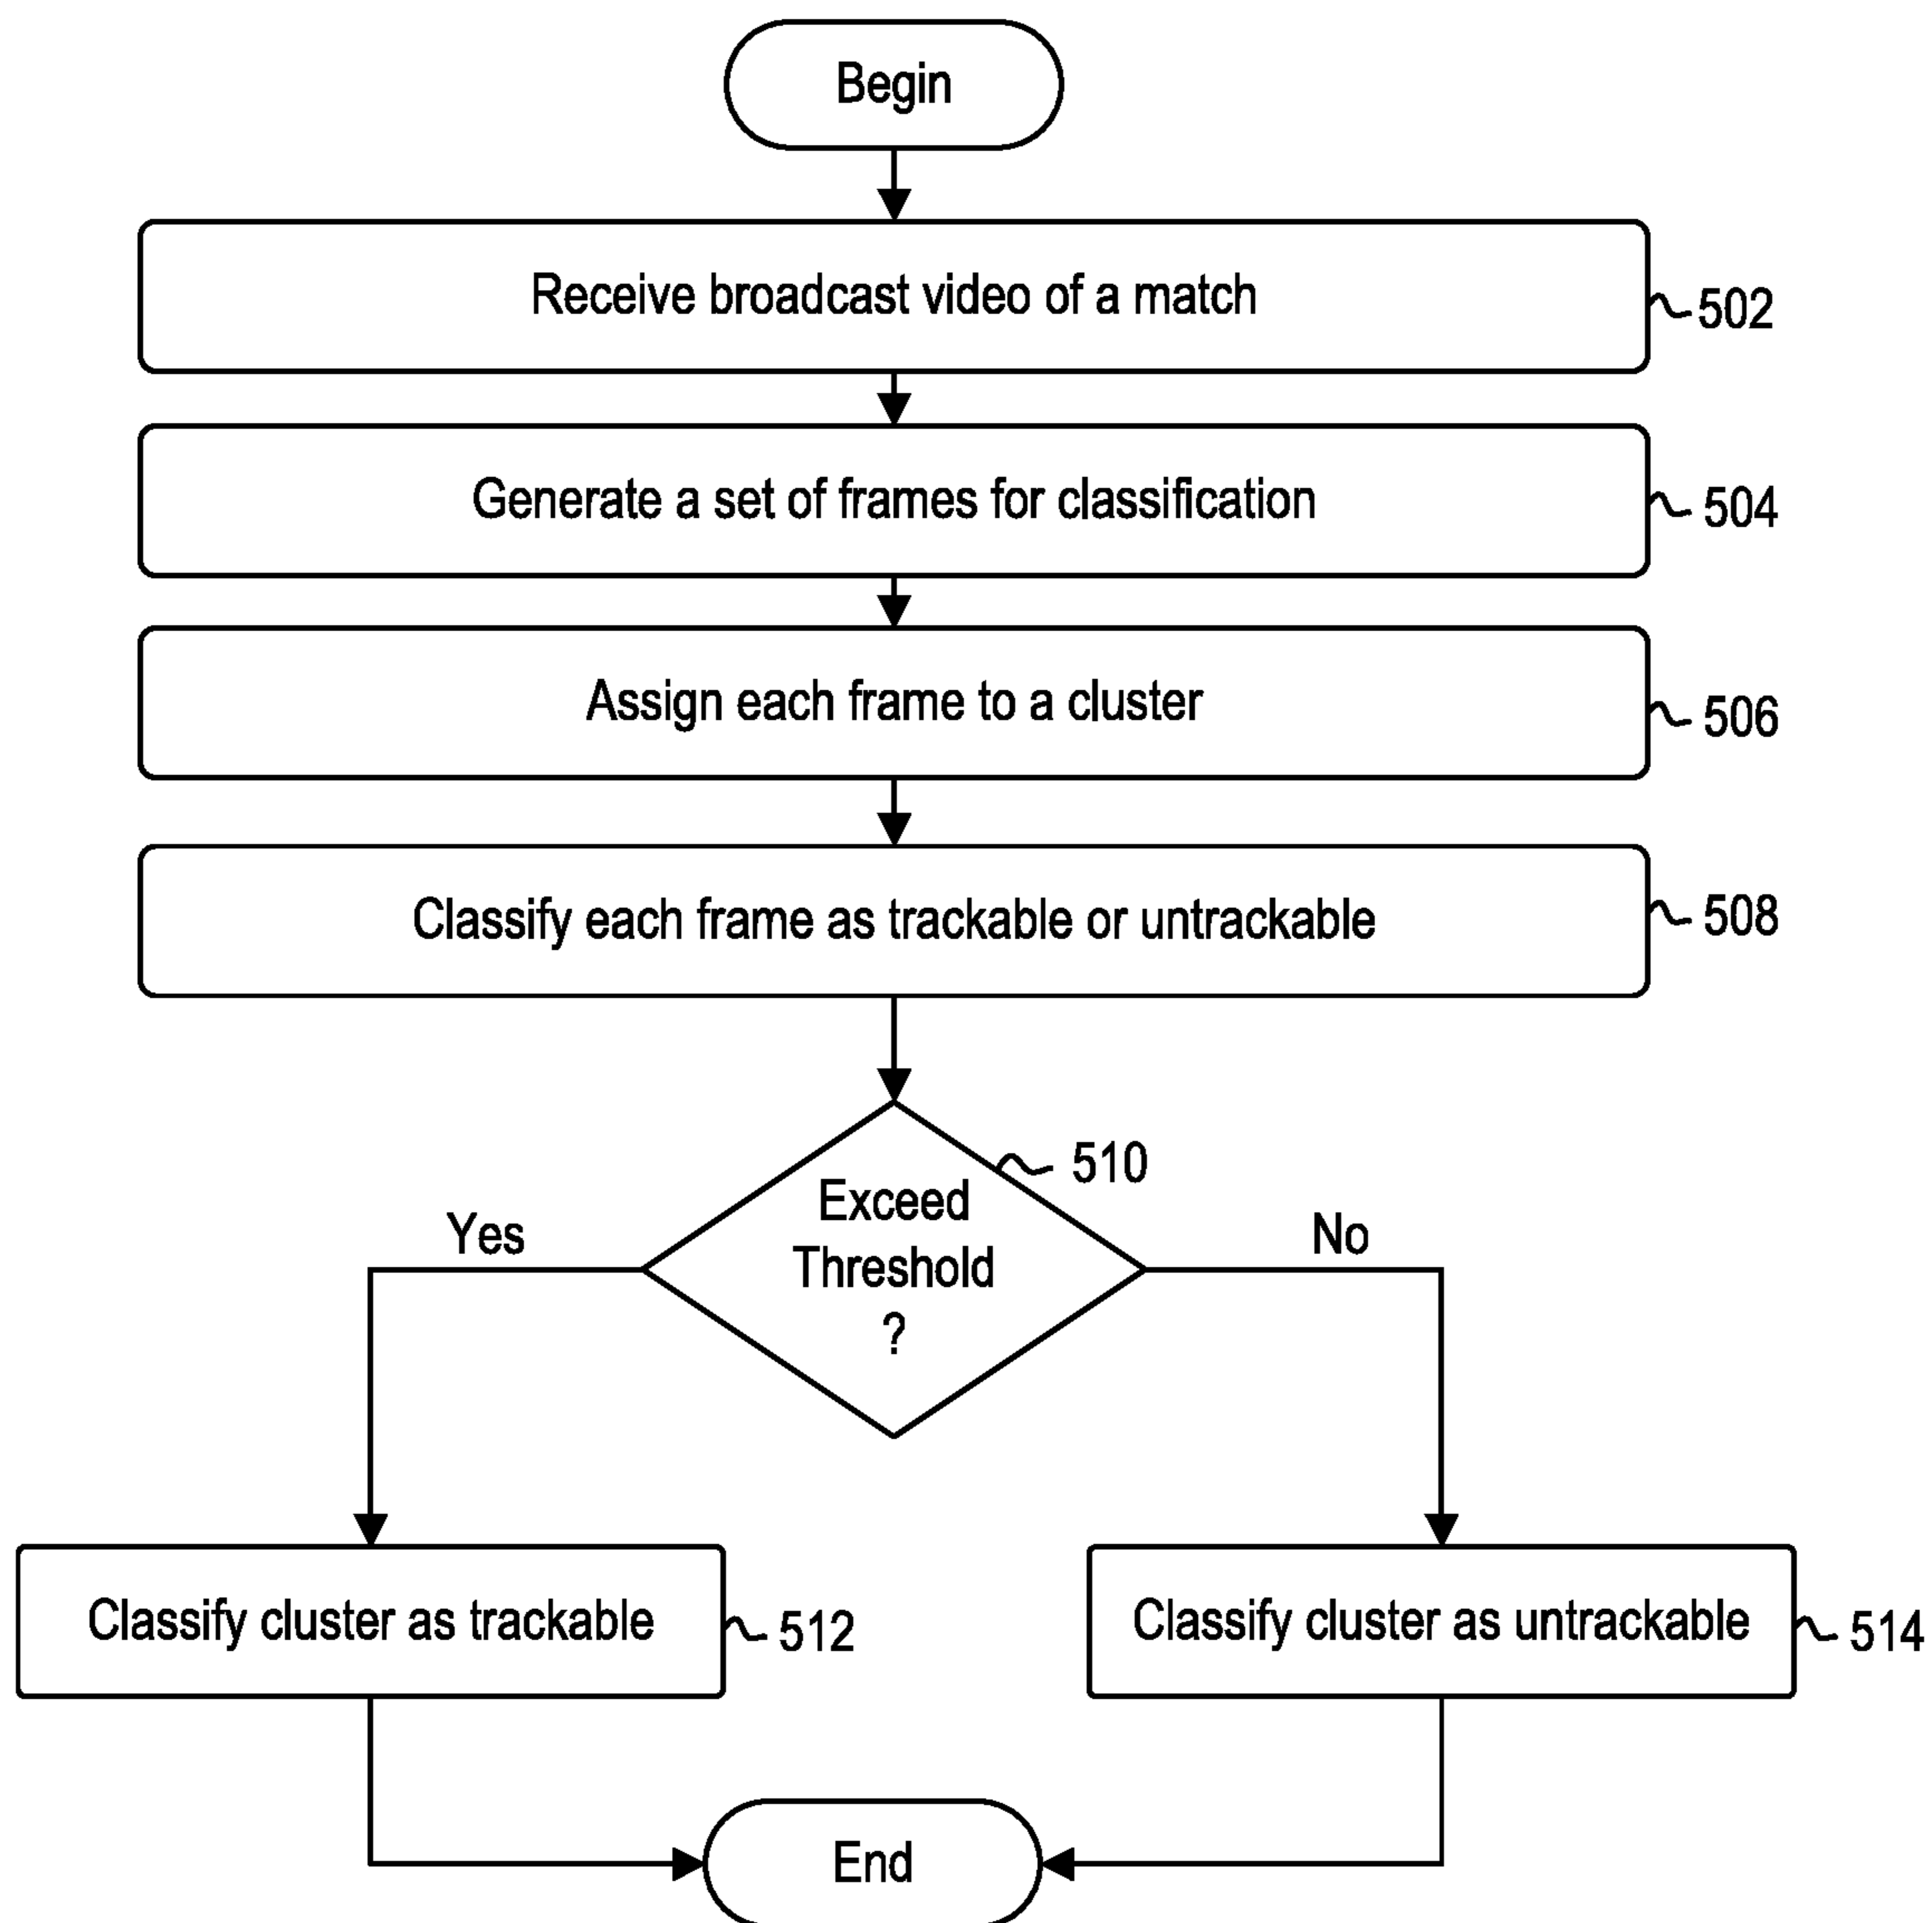 Begin
Receive broadcast video of a match
502
Generate a set of frames for classification
504
Assign each frame to a cluster
506
Classify each frame as trackable or untrackable
508
510
Exceed
Threshold
?
Yes
No
Classify cluster as trackable
512
Classify cluster as untrackable
514
End